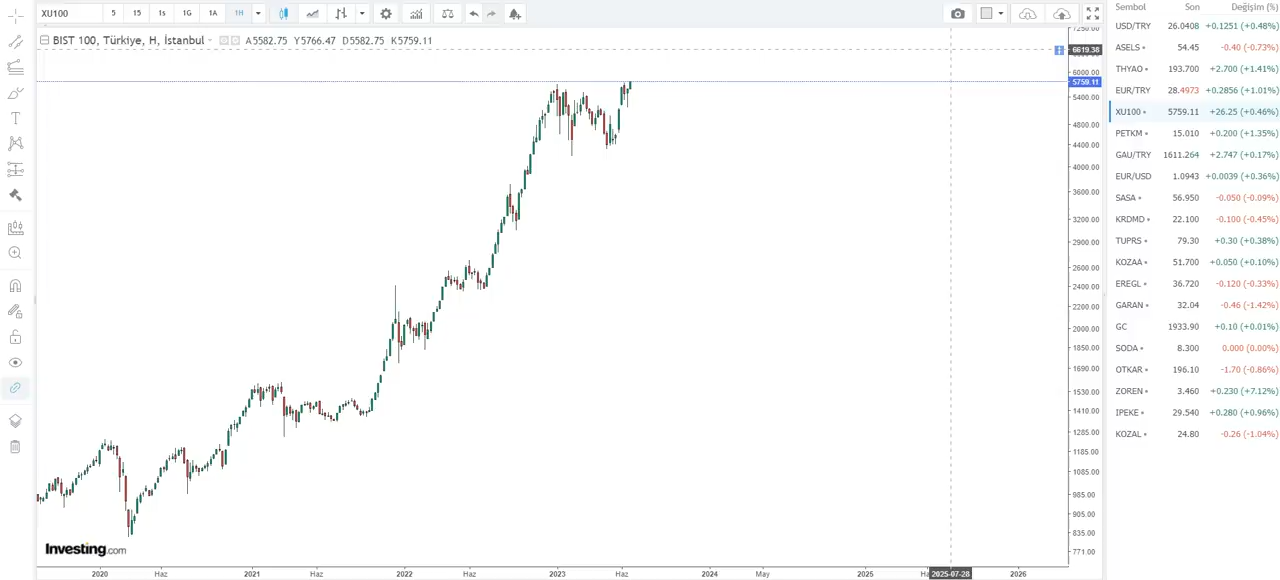 XU100 5 15 1s 1G 1A 1H
BIST 100, Türkiye, H, İstanbul A5582.75 Y5766.47 D5582.75 K5759.11
Sembol Son Değişim (%)
USD/TRY 26.0408 +0.1251 (+0.48%)
ASELS 54.45 -0.40 (-0.73%)
THYAO 193.700 +2.700 (+1.41%)
EUR/TRY 28.4973 +0.2856 (+1.01%)
XU100 5759.11 +26.25 (+0.46%)
PETKM 15.010 +0.200 (+1.35%)
GAU/TRY 1611.264 +2.747 (+0.17%)
EUR/USD 1.0943 +0.0039 (+0.36%)
SASA 56.950 -0.050 (-0.09%)
KRDMD 22.100 -0.100 (-0.45%)
TUPRS 79.30 +0.30 (+0.38%)
KOZAA 51.700 +0.050 (+0.10%)
EREGL 36.720 -0.120 (-0.33%)
GARAN 32.04 -0.46 (-1.42%)
GC 1933.90 +0.10 (+0.01%)
SODA 8.300 0.000 (0.00%)
OTKAR 196.10 -1.70 (-0.86%)
ZOREN 3.460 +0.230 (+7.12%)
IPEKE 29.540 +0.280 (+0.96%)
KOZAL 24.80 -0.26 (-1.04%)
7250.00
6619.38
6000.00
5759.11
5400.00
4800.00
4400.00
4000.00
3600.00
3200.00
2900.00
2600.00
2400.00
2200.00
2000.00
1850.00
1690.00
1530.00
1410.00
1285.00
1185.00
1085.00
985.00
905.00
835.00
771.00
Investing.com
2020 Haz 2021 Haz 2022 Haz 2023 Haz 2024 May 2025 2025-07-28 2026